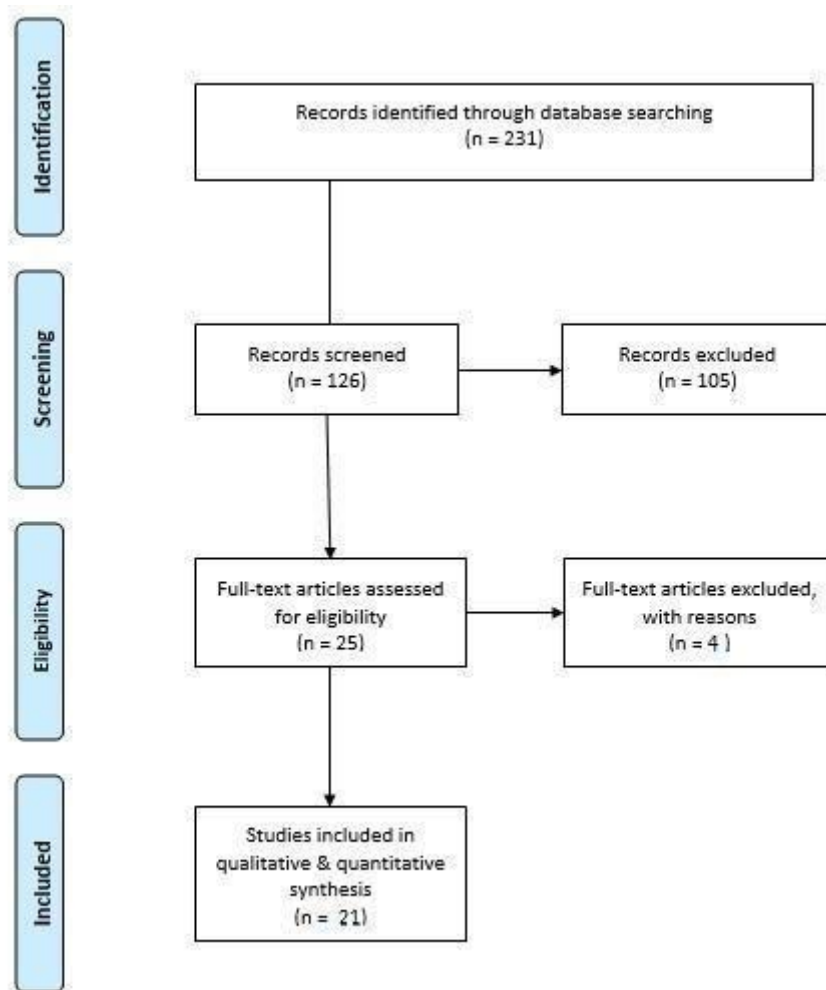 Identification
Records identified through database searching
(n = 231)
Screening
Records screened
(n = 126)
Records excluded
(n = 105)
Eligibility
Full-text articles assessed
for eligibility
(n = 25)
Full-text articles excluded,
with reasons
(n = 4 )
Included
Studies included in
qualitative & quantitative
synthesis
(n = 21)